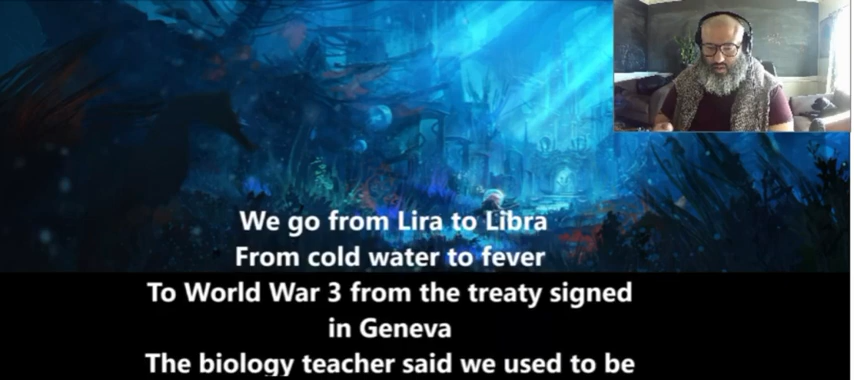 We go from Lira to Libra
From cold water to fever
To World War 3 from the treaty signed
in Geneva
The biology teacher said we used to be